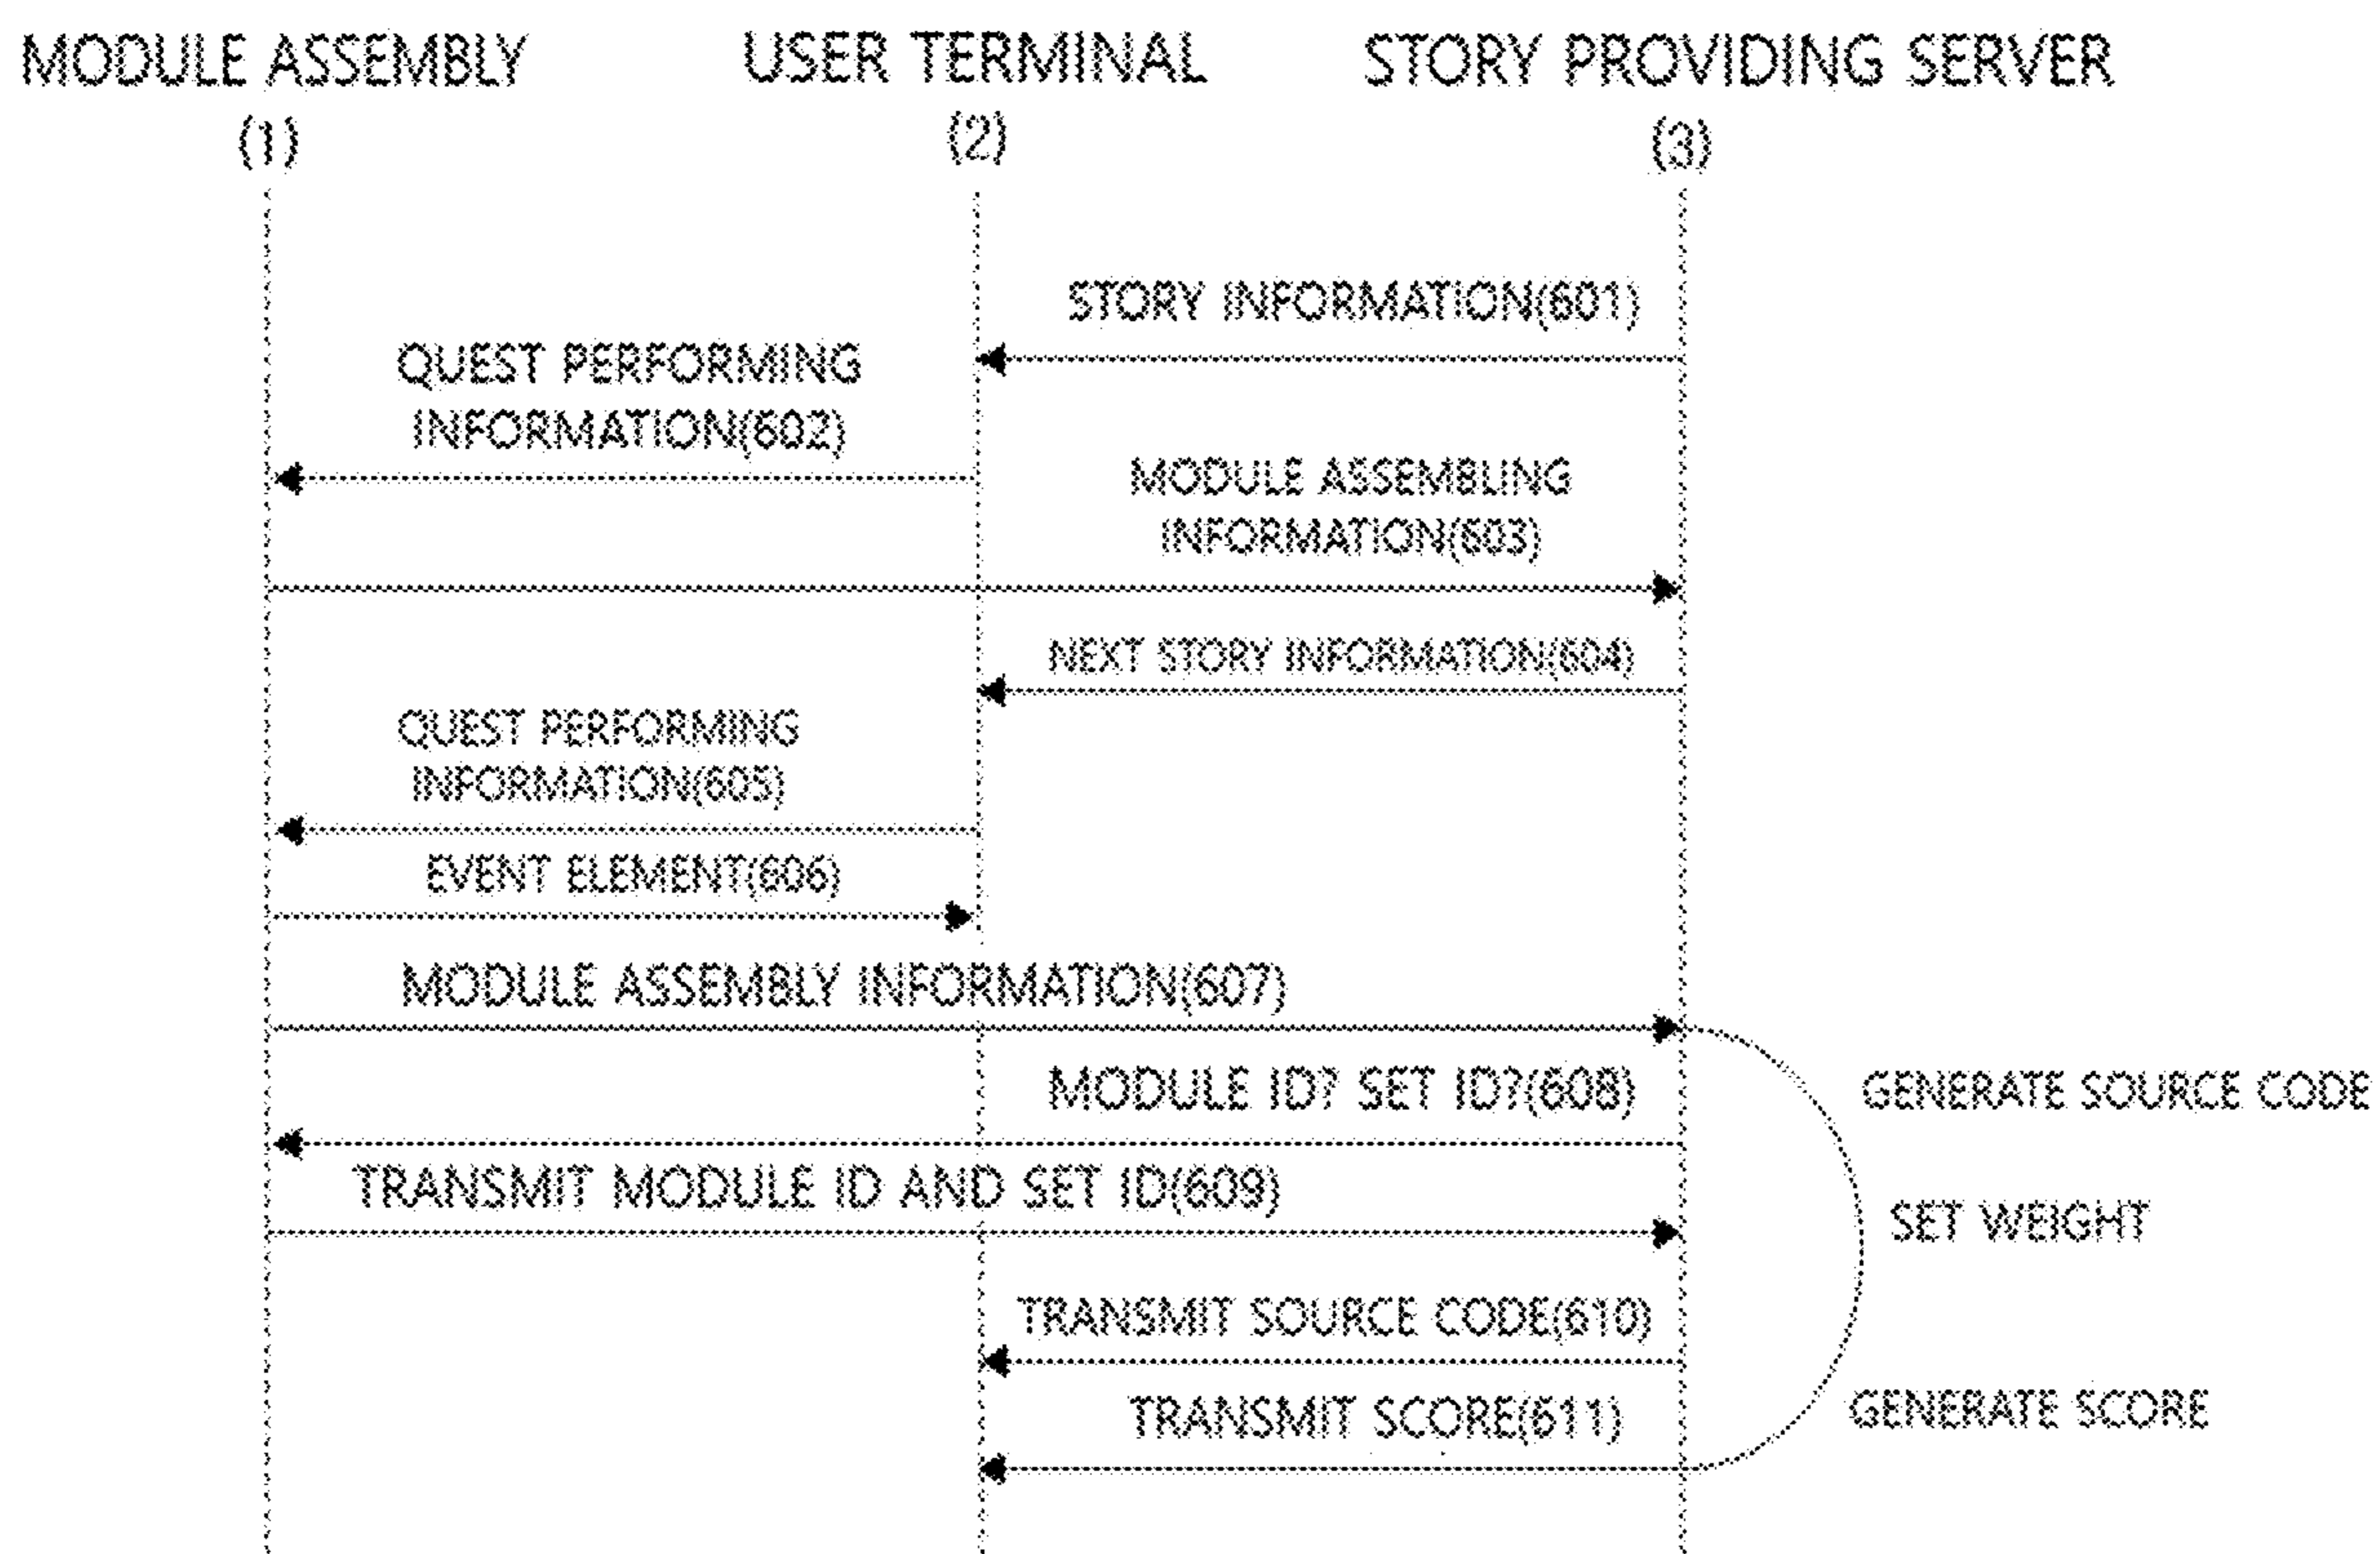 MODULE ASSEMBLY
(1)
USER TERMINAL
(2)
STORY PROVIDING SERVER
(3)
STORY INFORMATION(601)
QUEST PERFORMING
INFORMATION(602)
MODULE ASSEMBLING
INFORMATION(603)
NEXT STORY INFORMATION(604)
QUEST PERFORMING
INFORMATION(605)
EVENT ELEMENT(606)
MODULE ASSEMBLY INFORMATION(607)
MODULE ID? SET ID?(608)
GENERATE SOURCE CODE
TRANSMIT MODULE ID AND SET ID(609)
SET WEIGHT
TRANSMIT SOURCE CODE(610)
TRANSMIT SCORE(611)
GENERATE SCORE